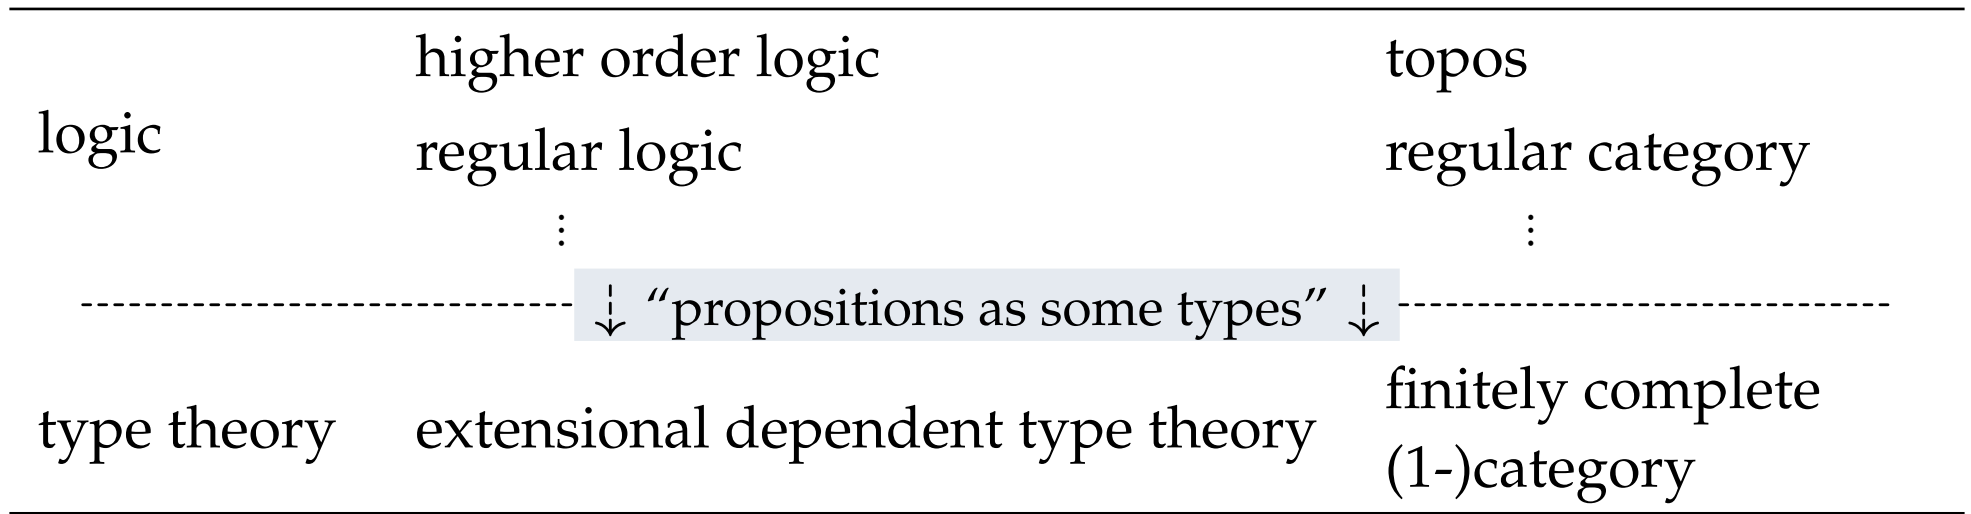 higher order logic topos
logic
regular logic regular category
⋮ ⋮
↓ “propositions as some types” ↓
finitely complete
type theory extensional dependent type theory
(1-)category